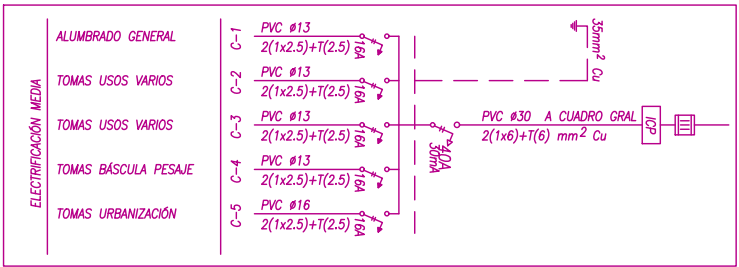 ELECTRIFICACIÓN MEDIA
ALUMBRADO GENERAL
C-1
PVC ø13
2(1x2.5)+T(2.5)
16A
TOMAS USOS VARIOS
C-2
PVC ø13
2(1x2.5)+T(2.5)
16A
TOMAS USOS VARIOS
C-3
PVC ø13
2(1x2.5)+T(2.5)
16A
TOMAS BÁSCULA PESAJE
C-4
PVC ø13
2(1x2.5)+T(2.5)
16A
TOMAS URBANIZACIÓN
C-5
PVC ø16
2(1x2.5)+T(2.5)
16A
40A
30mA
35mm² Cu
PVC ø30 A CUADRO GRAL
2(1x6)+T(6) mm² Cu
ICP